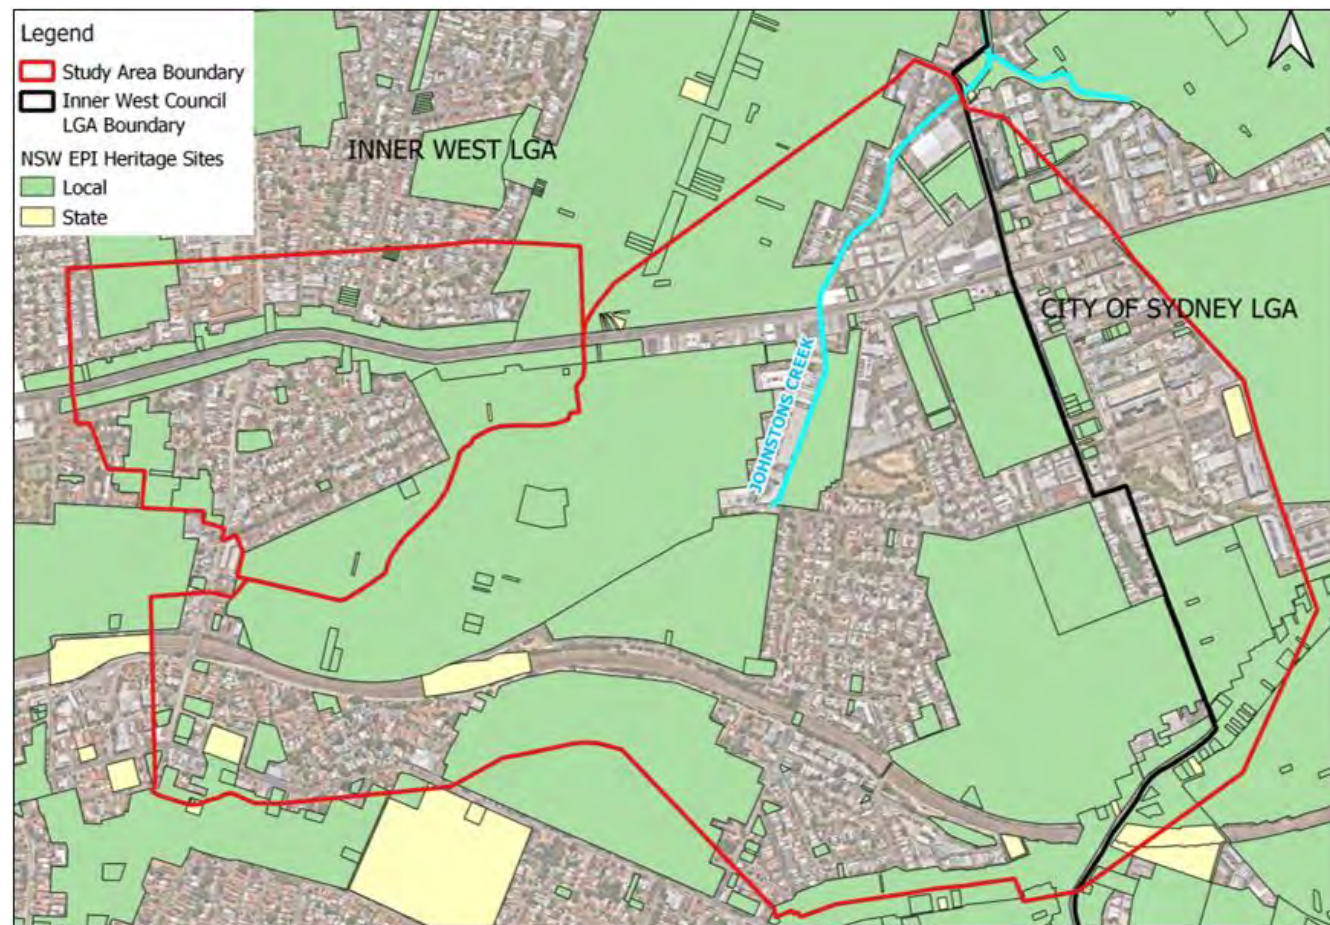 Legend
Study Area Boundary
Inner West Council
LGA Boundary
NSW EPI Heritage Sites
Local
State
INNER WEST LGA
CITY OF SYDNEY LGA
JOHNSTONS CREEK